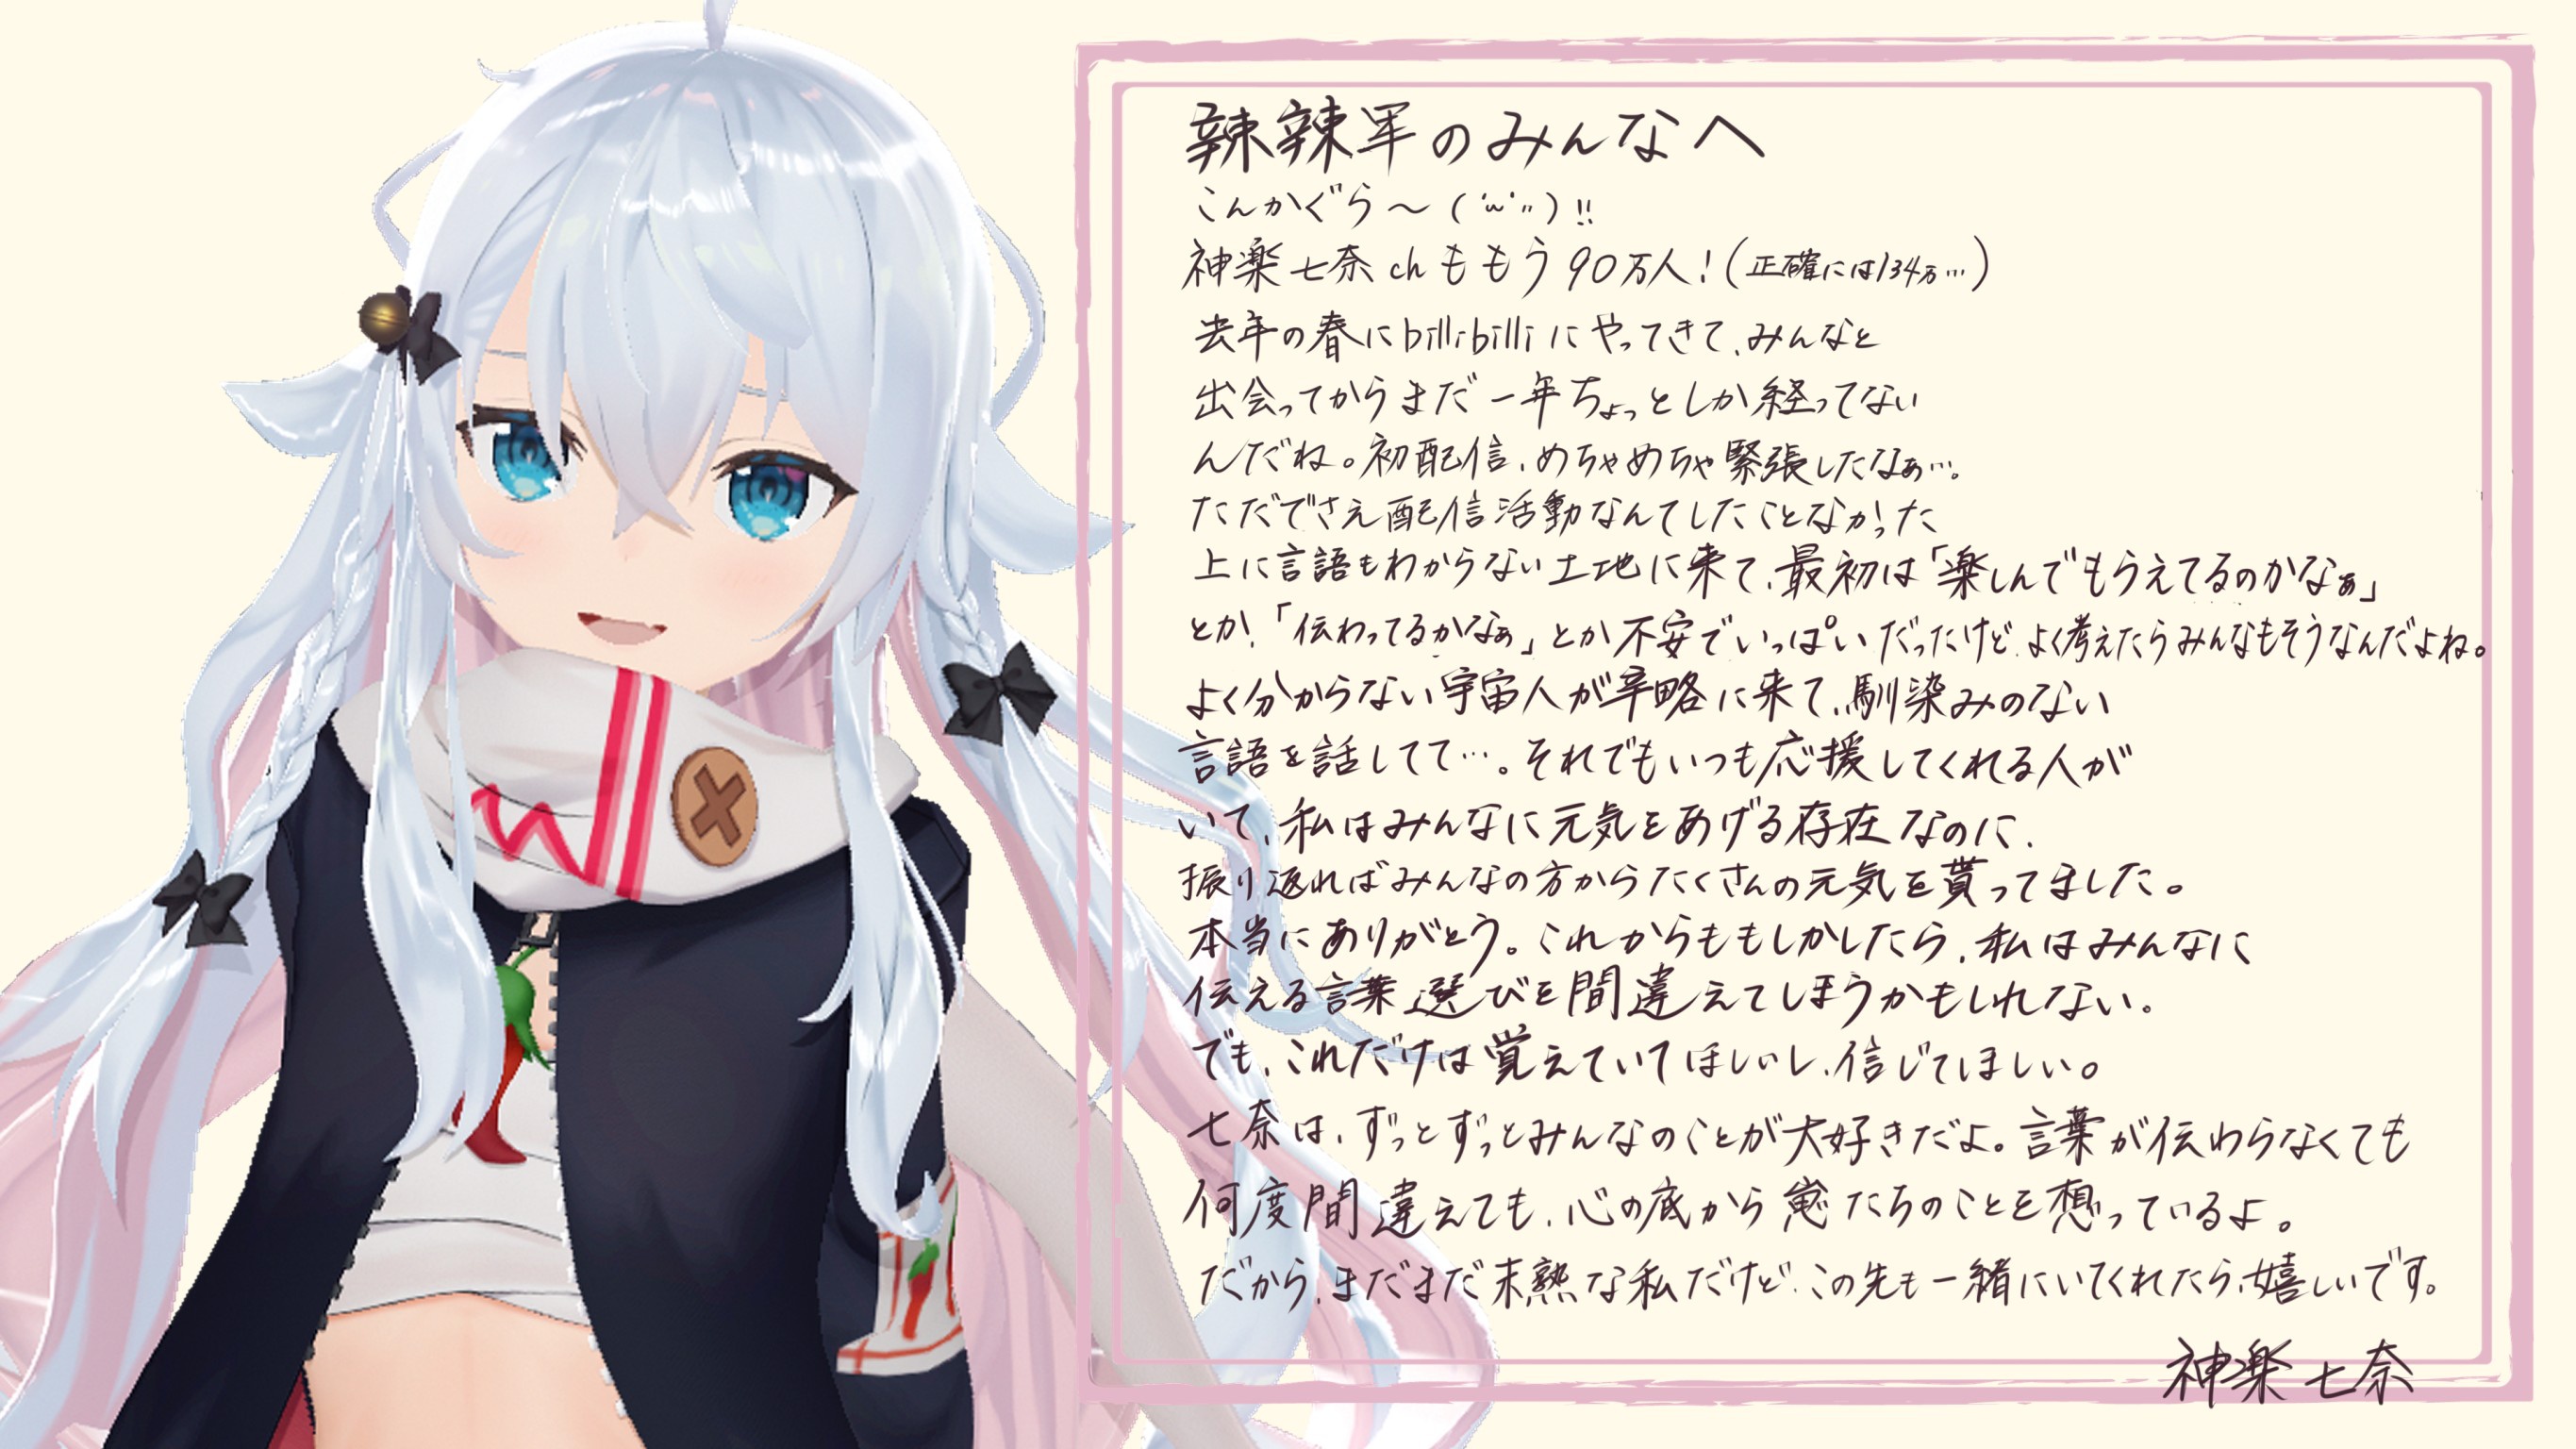 辣辣軍のみんなへ
こんかぐら〜( 'ω' )!!
神楽七奈chももう90万人!(正確には134万…)
去年の春にbillibilliにやってきて、みんなと
出会ってからまだ一年ちょっとしか経ってない
んだね。初配信、めちゃめちゃ緊張したなぁ…。
ただでさえ配信活動なんてしたことなかった
上に言語もわからない土地に来て、最初は「楽しんでもらえてるのかなぁ」
とか、「伝わってるかなぁ」とか不安でいっぱいだったけど、よく考えたらみんなもそうなんだよね。
よく分からない宇宙人が辛略に来て、馴染みのない
言語を話してて…。それでもいつも応援してくれる人が
いて、私はみんなに元気をあげる存在なのに、
振り返ればみんなの方からたくさんの元気を貰ってました。
本当にありがとう。これからももしかしたら、私はみんなに
伝える言葉選びを間違えてしまうかもしれない。
でも、これだけは覚えていてほしいし、信じてほしい。
七奈は、ずっとずっとみんなのことが大好きだよ。言葉が伝わらなくても
何度間違えても、心の底から たちのことを想っているよ。
だから、まだまだ未熟な私だけど、この先も一緒にいてくれたら、嬉しいです。
神楽七奈